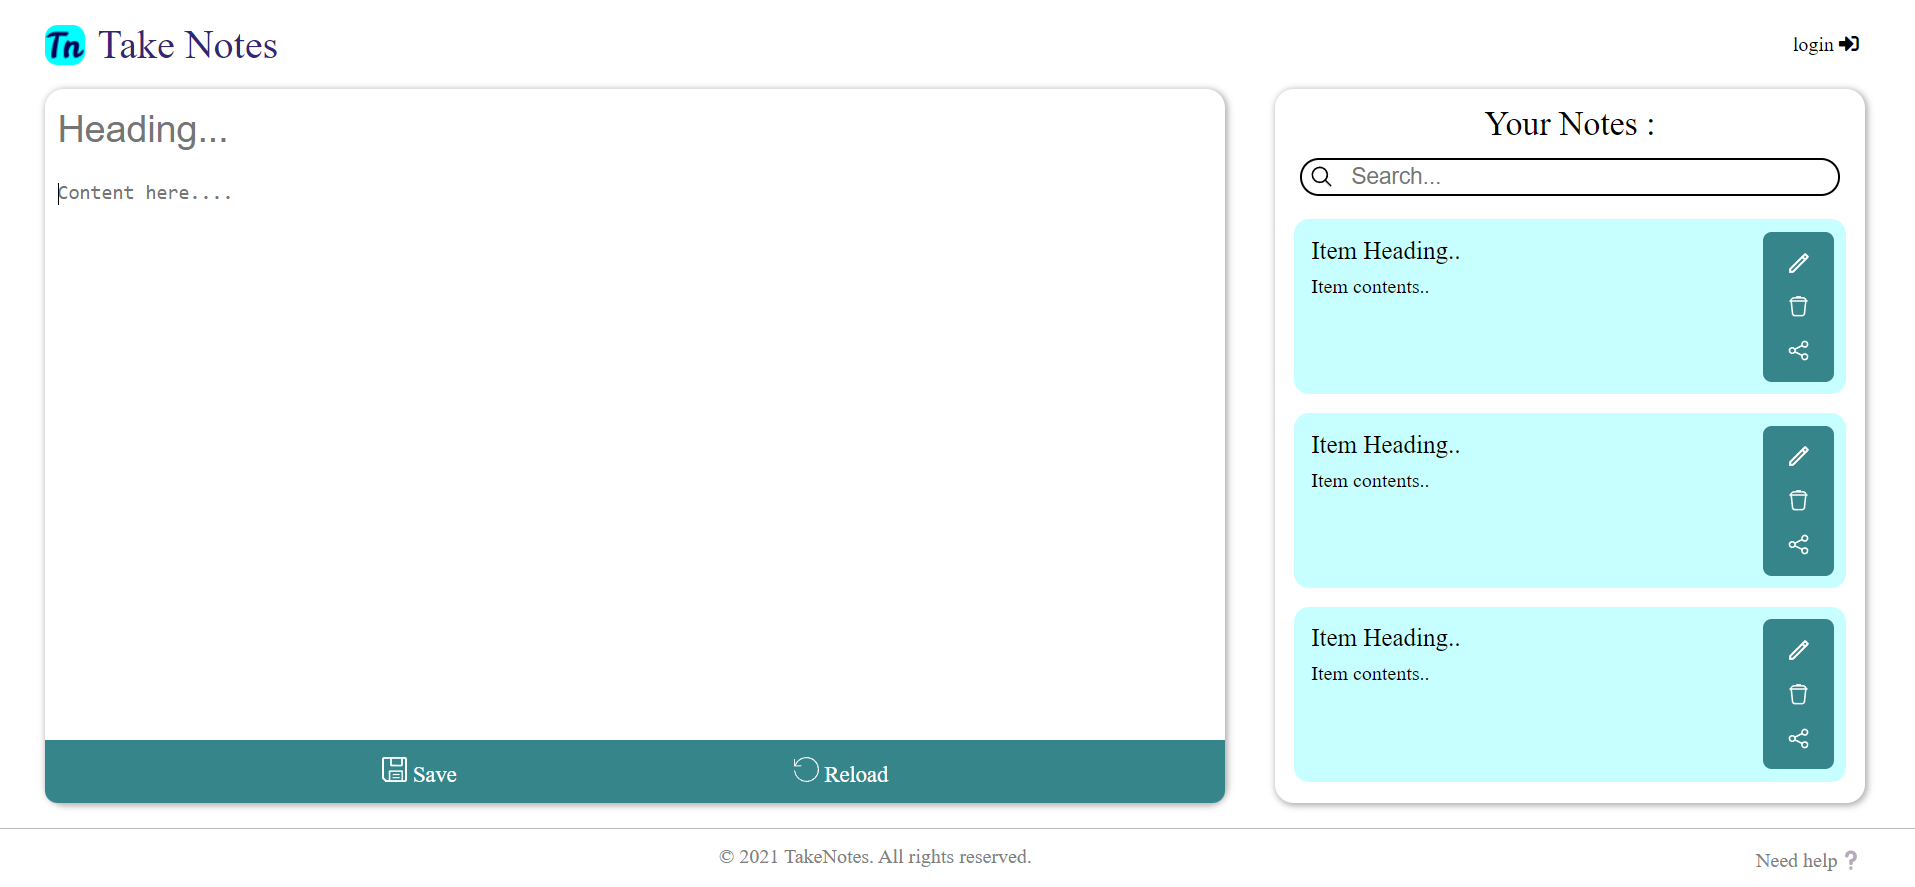 Tn Take Notes
login
Heading...
Content here....
Save
Reload
Your Notes :
Search...
Item Heading..
Item contents..
Item Heading..
Item contents..
Item Heading..
Item contents..
© 2021 TakeNotes. All rights reserved.
Need help ?